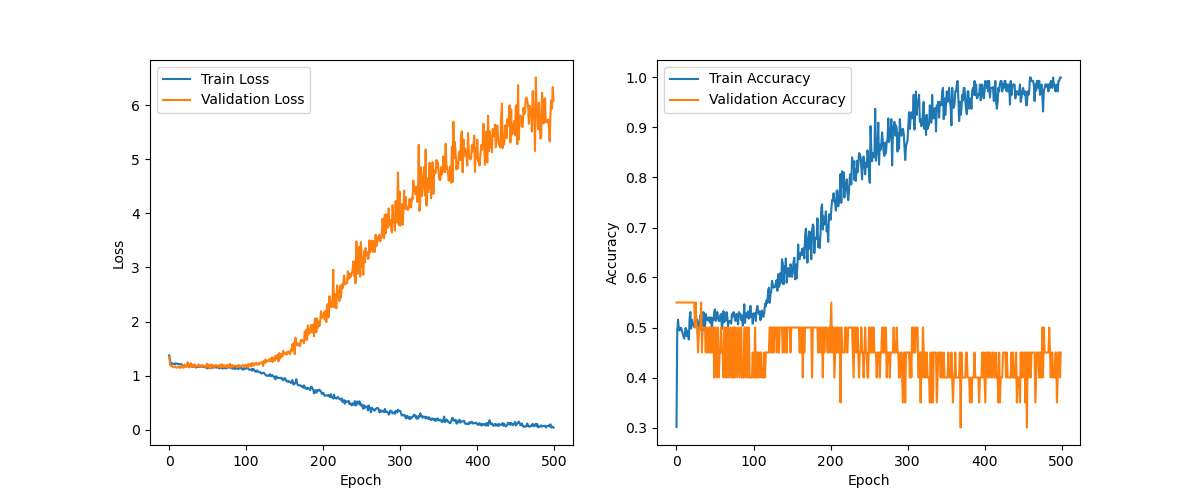 Train Loss
Validation Loss
6
5
4
3
2
1
0
Loss
0 100 200 300 400 500
Epoch
Train Accuracy
Validation Accuracy
1.0
0.9
0.8
0.7
0.6
0.5
0.4
0.3
Accuracy
0 100 200 300 400 500
Epoch